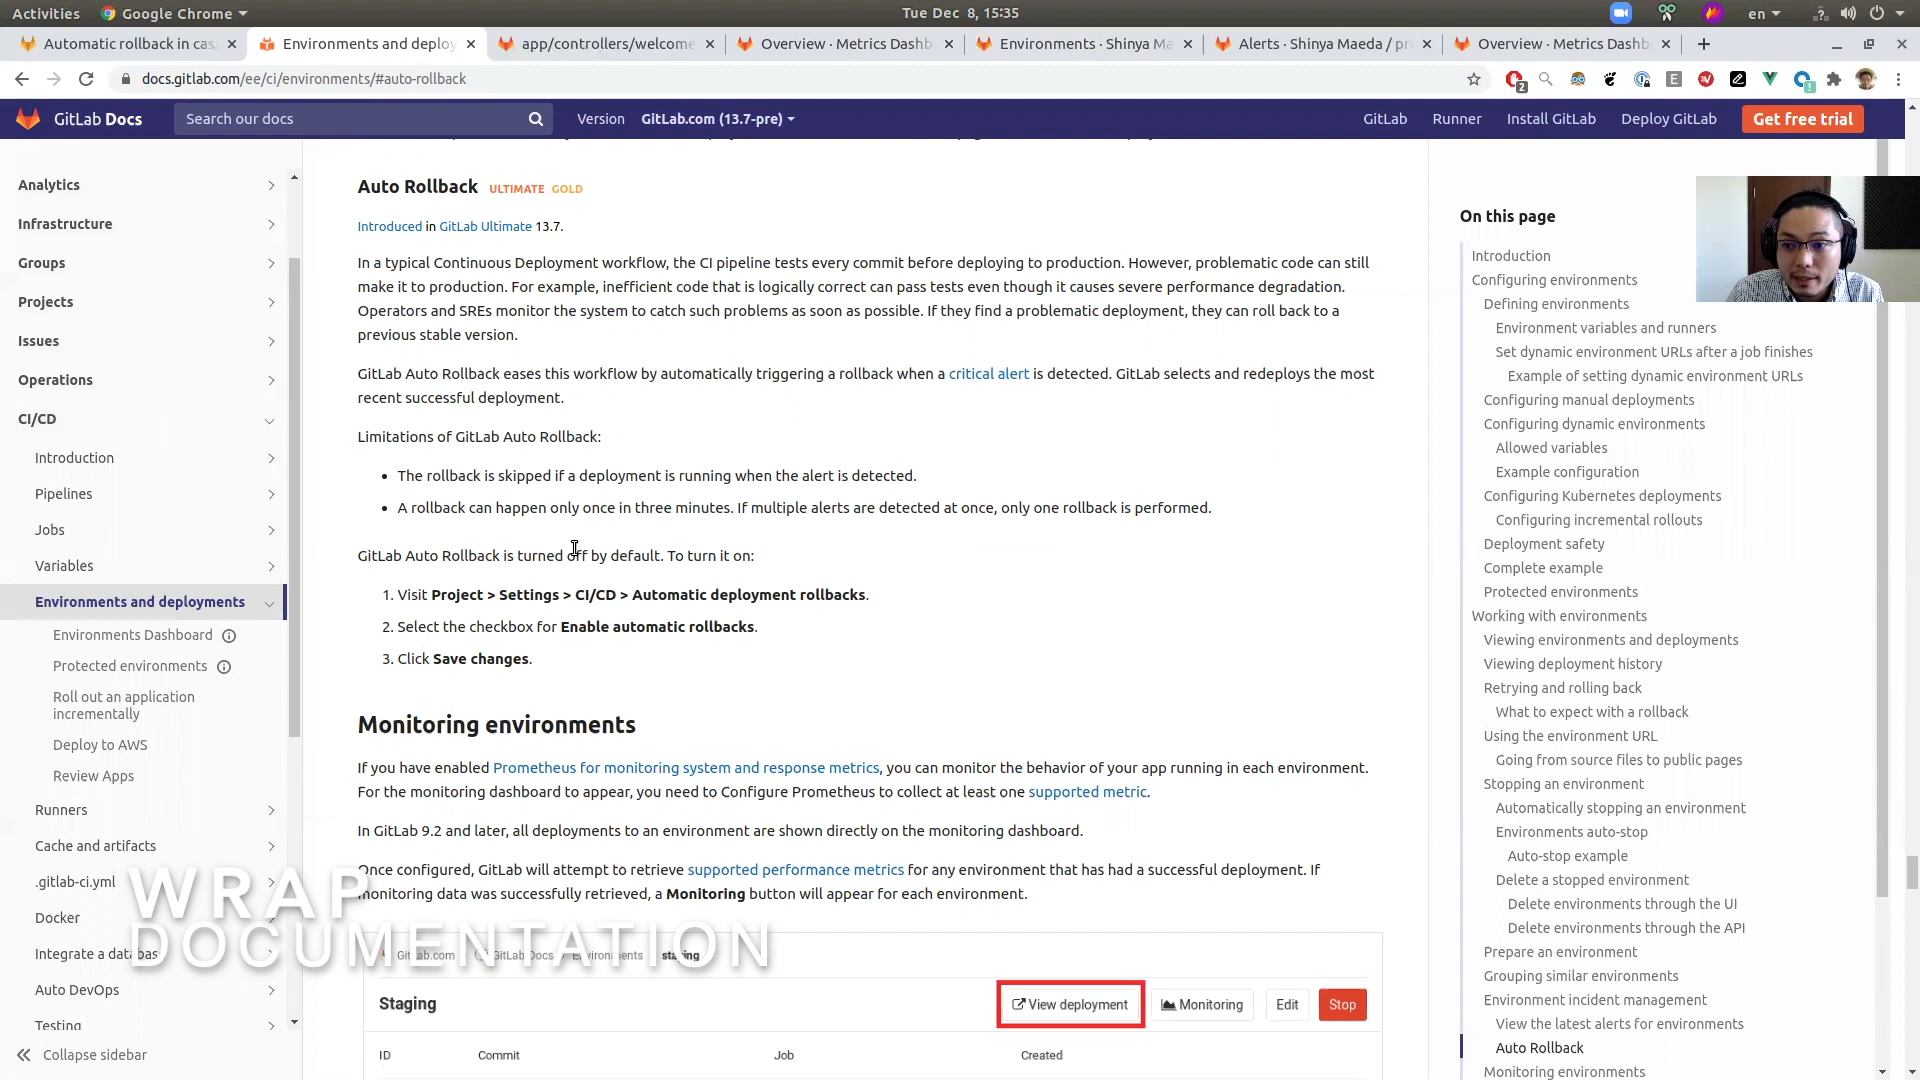 Activities Google Chrome Tue Dec 8, 15:35 en
Automatic rollback in cas Environments and deploy app/controllers/welcome Overview · Metrics Dashb Environments · Shinya Ma Alerts · Shinya Maeda / pr Overview · Metrics Dashb
docs.gitlab.com/ee/ci/environments/#auto-rollback
GitLab Docs Search our docs Version GitLab.com (13.7-pre) GitLab Runner Install GitLab Deploy GitLab Get free trial
Analytics
Infrastructure
Groups
Projects
Issues
Operations
CI/CD
Introduction
Pipelines
Jobs
Variables
Environments and deployments
Environments Dashboard
Protected environments
Roll out an application
incrementally
Deploy to AWS
Review Apps
Runners
Cache and artifacts
.gitlab-ci.yml
Docker
Integrate a databas
Auto DevOps
Testing
Collapse sidebar
Auto Rollback ULTIMATE GOLD
Introduced in GitLab Ultimate 13.7.
In a typical Continuous Deployment workflow, the CI pipeline tests every commit before deploying to production. However, problematic code can still
make it to production. For example, inefficient code that is logically correct can pass tests even though it causes severe performance degradation.
Operators and SREs monitor the system to catch such problems as soon as possible. If they find a problematic deployment, they can roll back to a
previous stable version.
GitLab Auto Rollback eases this workflow by automatically triggering a rollback when a critical alert is detected. GitLab selects and redeploys the most
recent successful deployment.
Limitations of GitLab Auto Rollback:
• The rollback is skipped if a deployment is running when the alert is detected.
• A rollback can happen only once in three minutes. If multiple alerts are detected at once, only one rollback is performed.
GitLab Auto Rollback is turned off by default. To turn it on:
1. Visit Project > Settings > CI/CD > Automatic deployment rollbacks.
2. Select the checkbox for Enable automatic rollbacks.
3. Click Save changes.
Monitoring environments
If you have enabled Prometheus for monitoring system and response metrics, you can monitor the behavior of your app running in each environment.
For the monitoring dashboard to appear, you need to Configure Prometheus to collect at least one supported metric.
In GitLab 9.2 and later, all deployments to an environment are shown directly on the monitoring dashboard.
Once configured, GitLab will attempt to retrieve supported performance metrics for any environment that has had a successful deployment. If
monitoring data was successfully retrieved, a Monitoring button will appear for each environment.
WRAP
DOCUMENTATION
GitLab.com GitLab Docs Environments staging
Staging View deployment Monitoring Edit Stop
ID Commit Job Created
On this page
Introduction
Configuring environments
Defining environments
Environment variables and runners
Set dynamic environment URLs after a job finishes
Example of setting dynamic environment URLs
Configuring manual deployments
Configuring dynamic environments
Allowed variables
Example configuration
Configuring Kubernetes deployments
Configuring incremental rollouts
Deployment safety
Complete example
Protected environments
Working with environments
Viewing environments and deployments
Viewing deployment history
Retrying and rolling back
What to expect with a rollback
Using the environment URL
Going from source files to public pages
Stopping an environment
Automatically stopping an environment
Environments auto-stop
Auto-stop example
Delete a stopped environment
Delete environments through the UI
Delete environments through the API
Prepare an environment
Grouping similar environments
Environment incident management
View the latest alerts for environments
Auto Rollback
Monitoring environments